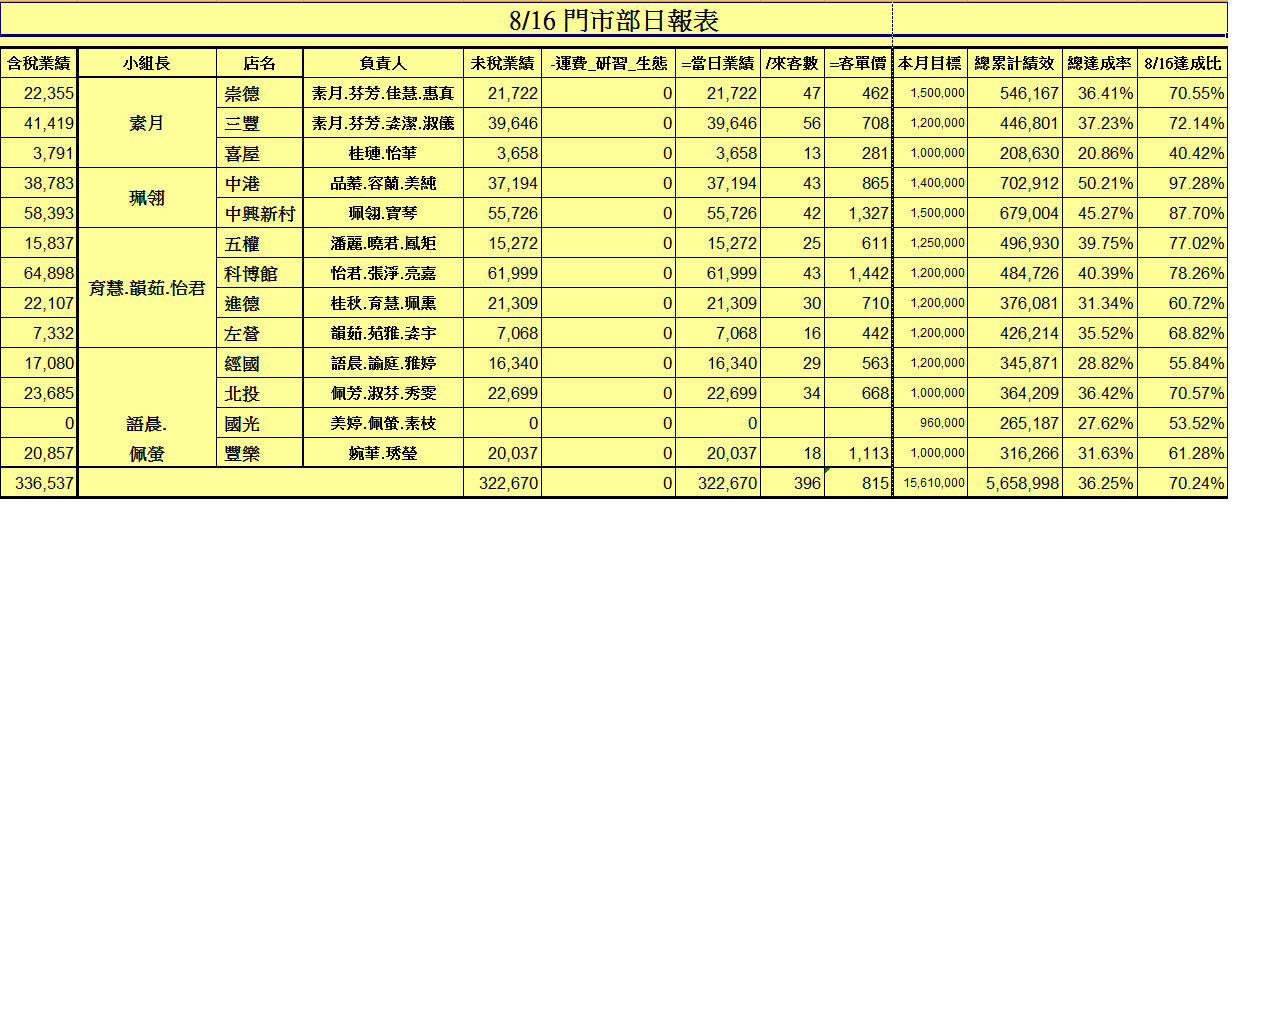 8/16 門市部日報表
含稅業績 小組長 店名 負責人 未稅業績 -運費_研習_生態 =當日業績 /來客數 =客單價 本月目標 總累計績效 總達成率 8/16達成比
22,355 素月 崇德 素月.芬芳.佳慧.惠真 21,722 0 21,722 47 462 1,500,000 546,167 36.41% 70.55%
41,419 三豐 素月.芬芳.姿潔.淑儀 39,646 0 39,646 56 708 1,200,000 446,801 37.23% 72.14%
3,791 喜屋 桂璉.怡華 3,658 0 3,658 13 281 1,000,000 208,630 20.86% 40.42%
38,783 珮翎 中港 品蓁.容蘭.美純 37,194 0 37,194 43 865 1,400,000 702,912 50.21% 97.28%
58,393 中興新村 珮翎.寶琴 55,726 0 55,726 42 1,327 1,500,000 679,004 45.27% 87.70%
15,837 育慧.韻茹.怡君 五權 潘麗.曉君.鳳矩 15,272 0 15,272 25 611 1,250,000 496,930 39.75% 77.02%
64,898 科博館 怡君.張淨.亮嘉 61,999 0 61,999 43 1,442 1,200,000 484,726 40.39% 78.26%
22,107 進德 桂秋.育慧.珮熏 21,309 0 21,309 30 710 1,200,000 376,081 31.34% 60.72%
7,332 左營 韻茹.苑雅.姿宇 7,068 0 7,068 16 442 1,200,000 426,214 35.52% 68.82%
17,080 經國 語晨.諭庭.雅婷 16,340 0 16,340 29 563 1,200,000 345,871 28.82% 55.84%
23,685 北投 佩芳.淑芬.秀雯 22,699 0 22,699 34 668 1,000,000 364,209 36.42% 70.57%
0 語晨. 國光 美婷.佩螢.素枝 0 0 0 960,000 265,187 27.62% 53.52%
20,857 佩螢 豐樂 婉華.琇瑩 20,037 0 20,037 18 1,113 1,000,000 316,266 31.63% 61.28%
336,537 322,670 0 322,670 396 815 15,610,000 5,658,998 36.25% 70.24%